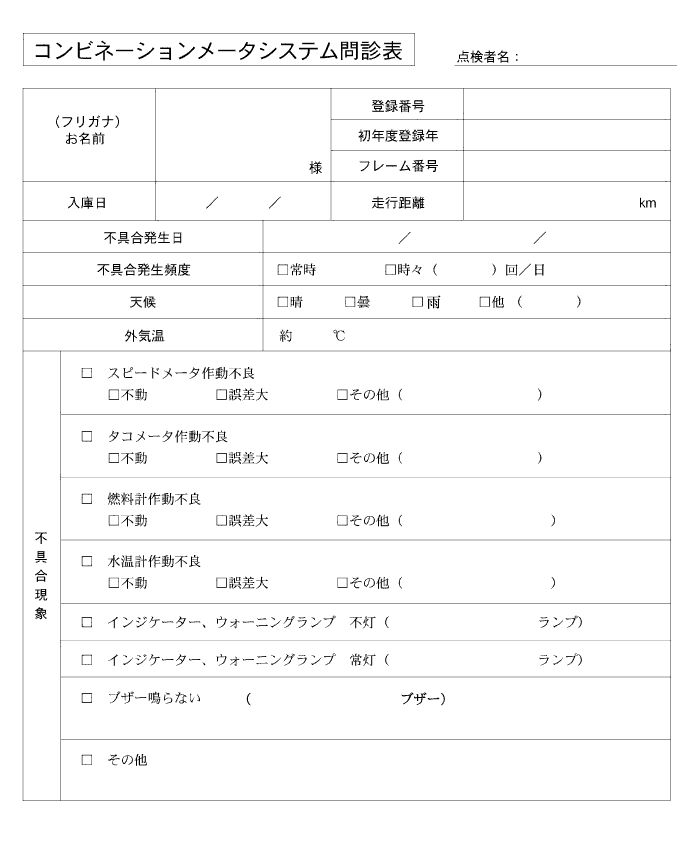 コンビネーションメータシステム問診表
点検者名：
（フリガナ）
お名前
様
登録番号
初年度登録年
フレーム番号
入庫日 ／ ／
走行距離 km
不具合発生日 ／ ／
不具合発生頻度 □常時 □時々（ ）回／日
天候 □晴 □曇 □雨 □他（ ）
外気温 約 ℃
不具合現象
□ スピードメータ作動不良
□不動 □誤差大 □その他（ ）
□ タコメータ作動不良
□不動 □誤差大 □その他（ ）
□ 燃料計作動不良
□不動 □誤差大 □その他（ ）
□ 水温計作動不良
□不動 □誤差大 □その他（ ）
□ インジケーター、ウォーニングランプ 不灯（ ランプ）
□ インジケーター、ウォーニングランプ 常灯（ ランプ）
□ ブザー鳴らない （ ブザー）
□ その他